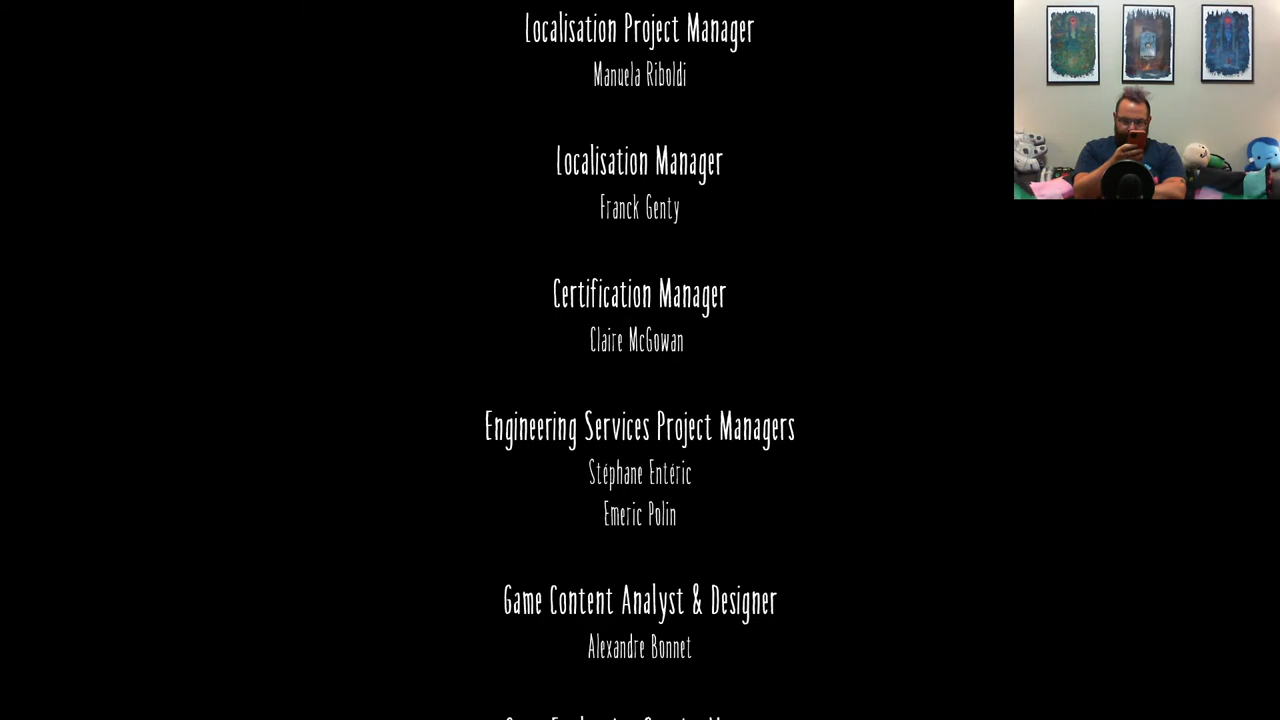 Localisation Project Manager
Manuela Riboldi
Localisation Manager
Franck Genty
Certification Manager
Claire McGowan
Engineering Services Project Managers
Stéphane Entéric
Emeric Polin
Game Content Analyst & Designer
Alexandre Bonnet